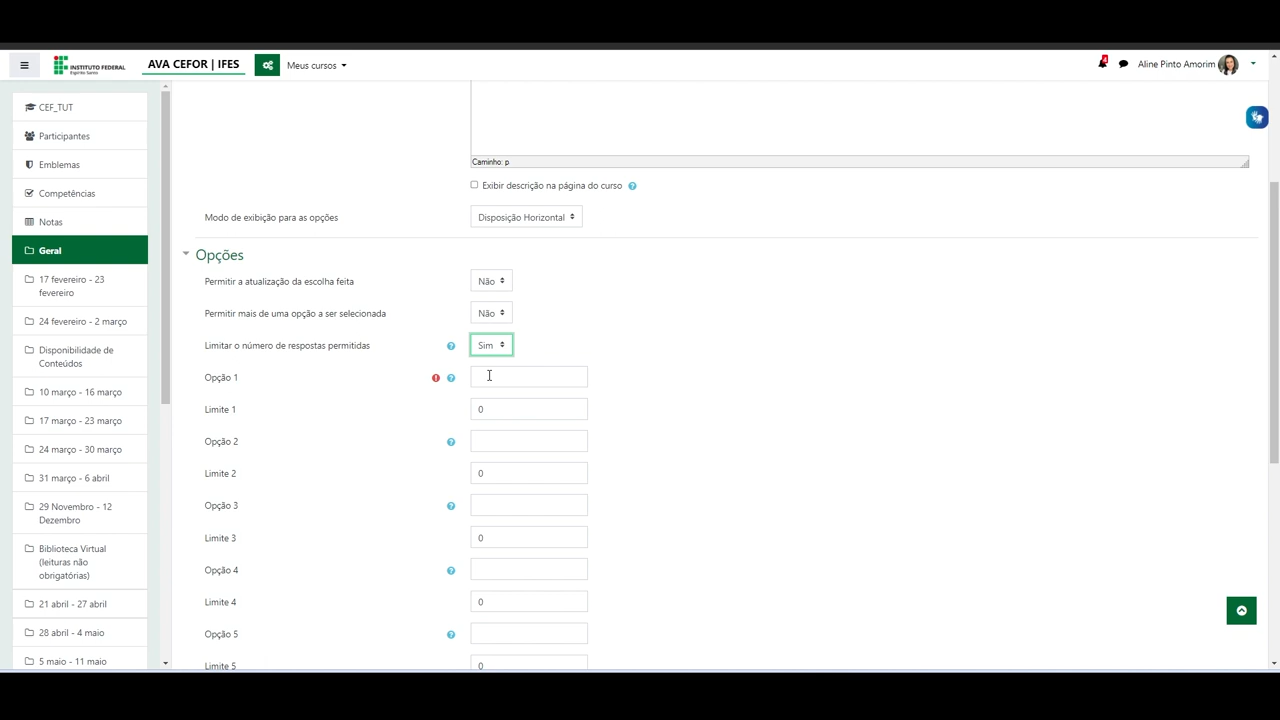 INSTITUTO FEDERAL
Espírito Santo
AVA CEFOR | IFES
Meus cursos
Aline Pinto Amorim
CEF_TUT
Participantes
Emblemas
Competências
Notas
Geral
17 fevereiro - 23
fevereiro
24 fevereiro - 2 março
Disponibilidade de
Conteúdos
10 março - 16 março
17 março - 23 março
24 março - 30 março
31 março - 6 abril
29 Novembro - 12
Dezembro
Biblioteca Virtual
(leituras não
obrigatórias)
21 abril - 27 abril
28 abril - 4 maio
5 maio - 11 maio
Caminho: p
Exibir descrição na página do curso
Modo de exibição para as opções
Disposição Horizontal
Opções
Permitir a atualização da escolha feita
Não
Permitir mais de uma opção a ser selecionada
Não
Limitar o número de respostas permitidas
Sim
Opção 1
Limite 1
0
Opção 2
Limite 2
0
Opção 3
Limite 3
0
Opção 4
Limite 4
0
Opção 5
Limite 5
0